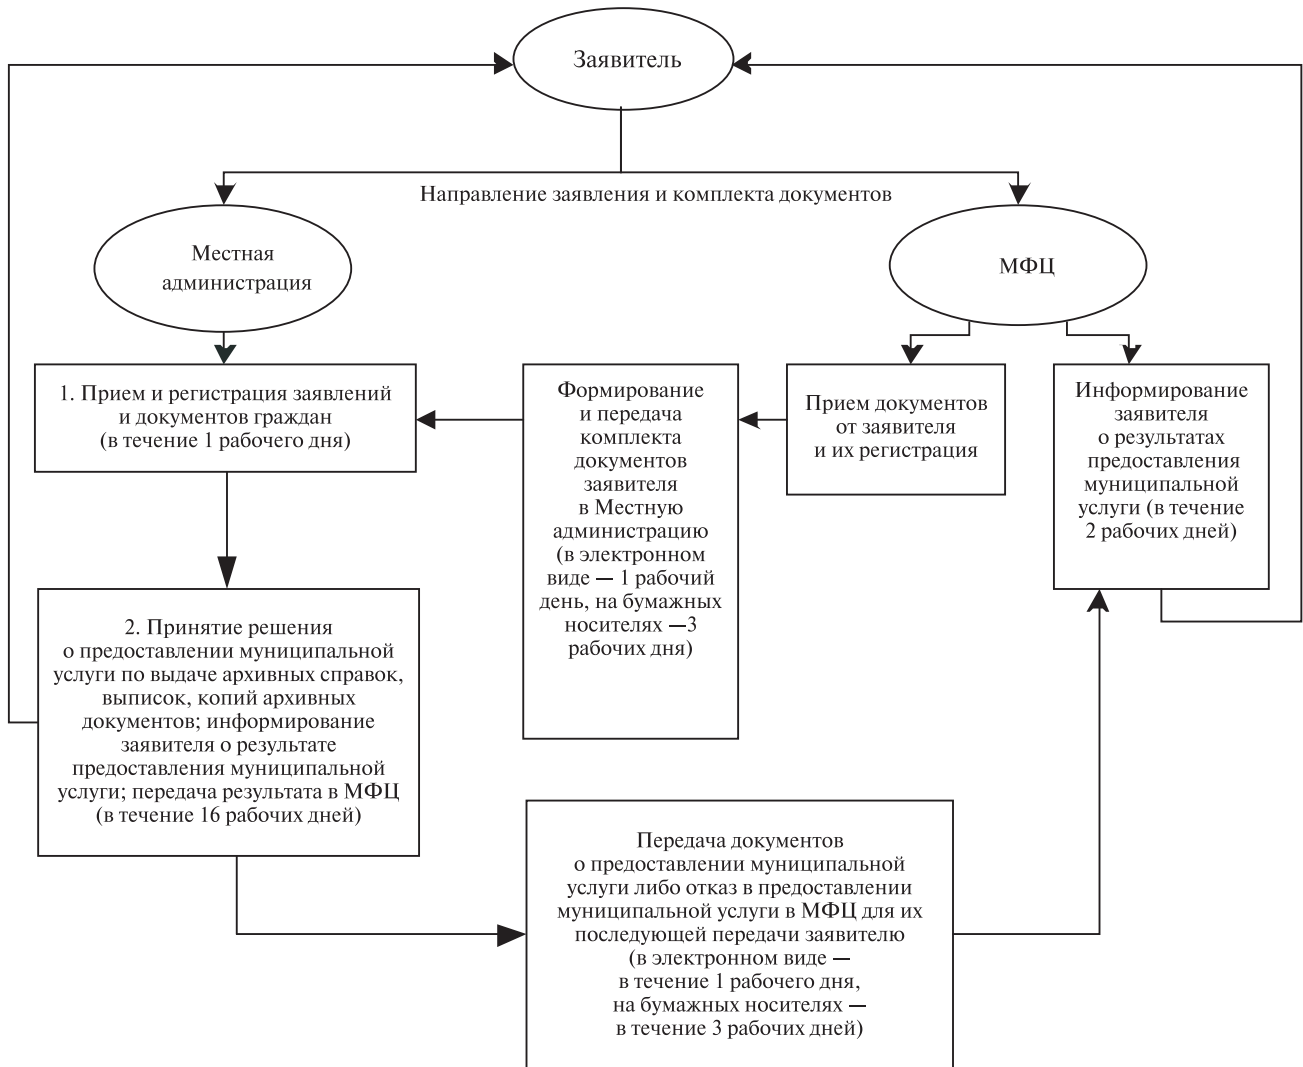 Заявитель
Направление заявления и комплекта документов
Местная
администрация
МФЦ
1. Прием и регистрация заявлений
и документов граждан
(в течение 1 рабочего дня)
Формирование
и передача
комплекта
документов
заявителя
в Местную
администрацию
(в электронном
виде — 1 рабочий
день, на бумажных
носителях —3
рабочих дня)
Прием документов
от заявителя
и их регистрация
Информирование
заявителя
о результатах
предоставления
муниципальной
услуги (в течение
2 рабочих дней)
2. Принятие решения
о предоставлении муниципальной
услуги по выдаче архивных справок,
выписок, копий архивных
документов; информирование
заявителя о результате
предоставления муниципальной
услуги; передача результата в МФЦ
(в течение 16 рабочих дней)
Передача документов
о предоставлении муниципальной
услуги либо отказ в предоставлении
муниципальной услуги в МФЦ для их
последующей передачи заявителю
(в электронном виде —
в течение 1 рабочего дня,
на бумажных носителях —
в течение 3 рабочих дней)